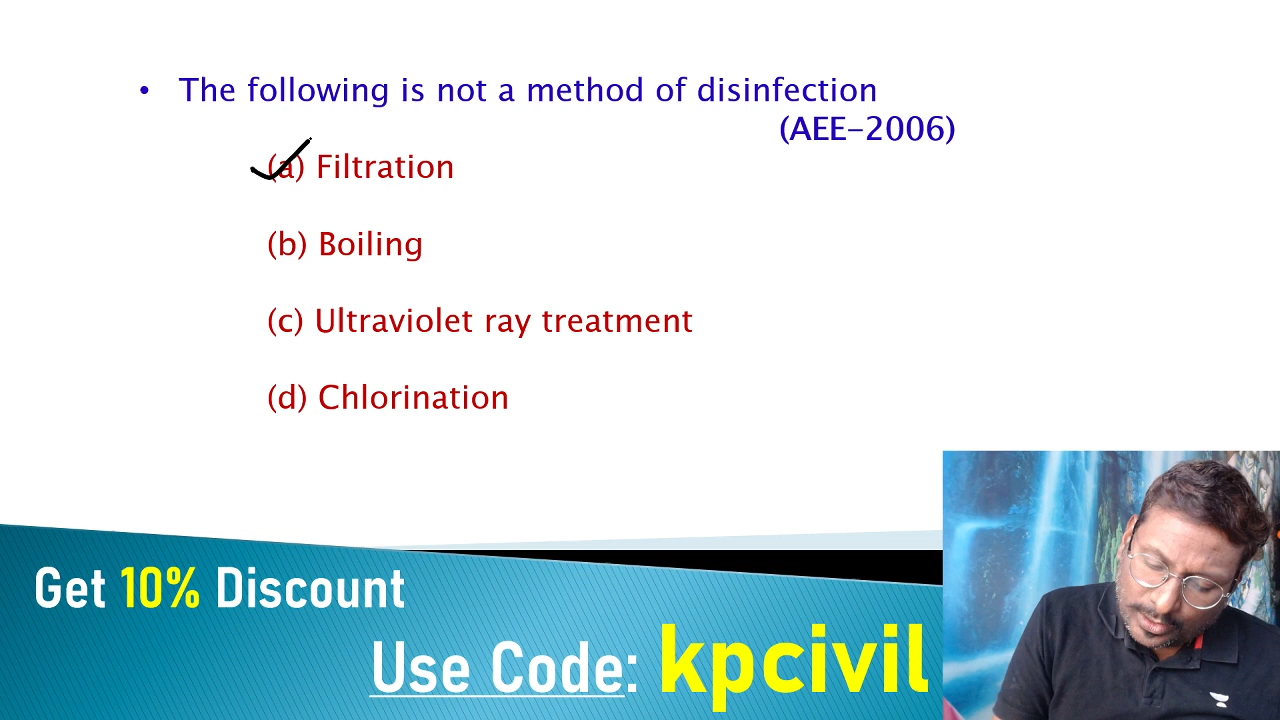 • The following is not a method of disinfection
(AEE-2006)
(a) Filtration
(b) Boiling
(c) Ultraviolet ray treatment
(d) Chlorination
Get 10% Discount
Use Code: kpcivil